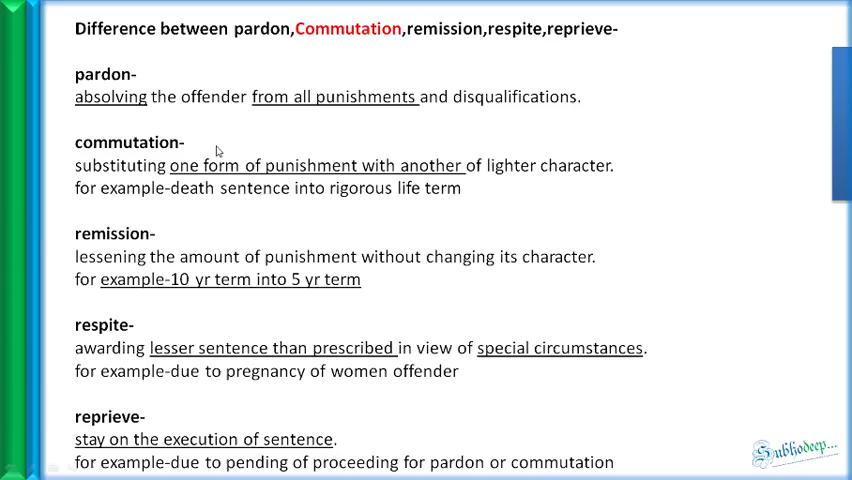 Difference between pardon,Commutation,remission,respite,reprieve-
pardon-
absolving the offender from all punishments and disqualifications.
commutation-
substituting one form of punishment with another of lighter character.
for example-death sentence into rigorous life term
remission-
lessening the amount of punishment without changing its character.
for example-10 yr term into 5 yr term
respite-
awarding lesser sentence than prescribed in view of special circumstances.
for example-due to pregnancy of women offender
reprieve-
stay on the execution of sentence.
for example-due to pending of proceeding for pardon or commutation
Subhodeep...